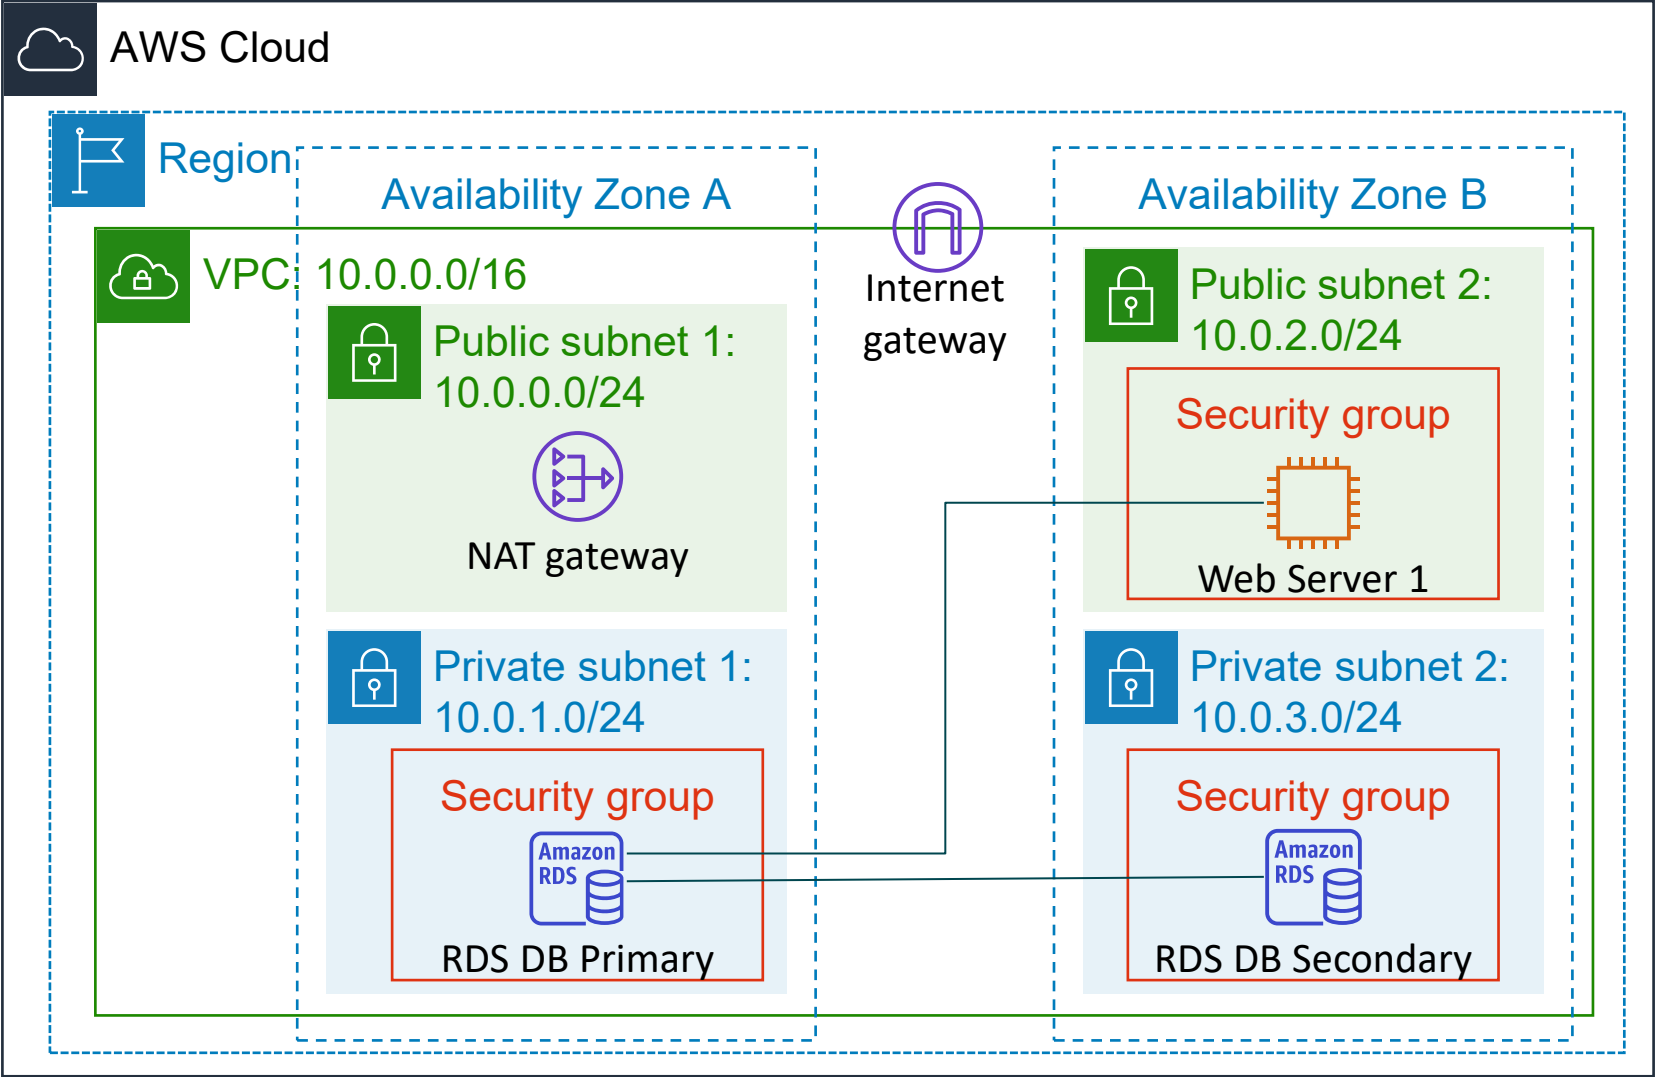 AWS Cloud
Region
Availability Zone A
Availability Zone B
VPC: 10.0.0.0/16
Internet
gateway
Public subnet 1:
10.0.0.0/24
NAT gateway
Public subnet 2:
10.0.2.0/24
Security group
Web Server 1
Private subnet 1:
10.0.1.0/24
Security group
Amazon
RDS
RDS DB Primary
Private subnet 2:
10.0.3.0/24
Security group
Amazon
RDS
RDS DB Secondary